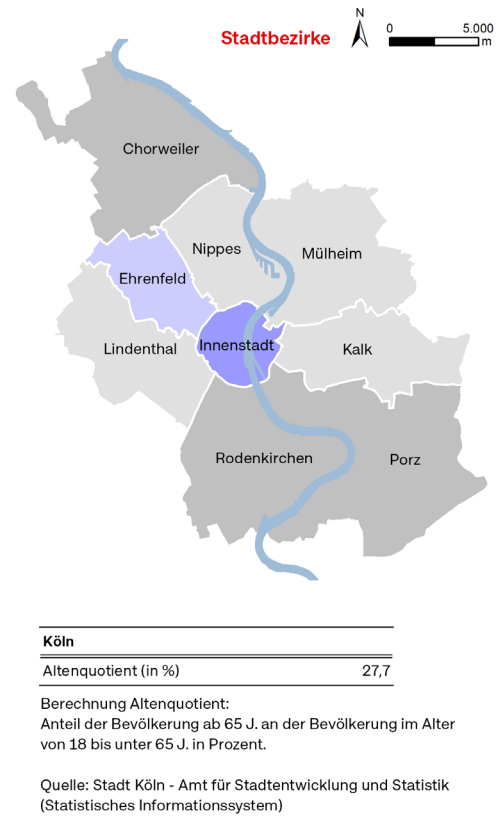 Stadtbezirke
N
0 5.000
m
Chorweiler
Nippes
Mülheim
Ehrenfeld
Innenstadt
Lindenthal
Kalk
Rodenkirchen
Porz
Köln
Altenquotient (in %) 27,7
Berechnung Altenquotient:
Anteil der Bevölkerung ab 65 J. an der Bevölkerung im Alter
von 18 bis unter 65 J. in Prozent.
Quelle: Stadt Köln - Amt für Stadtentwicklung und Statistik
(Statistisches Informationssystem)